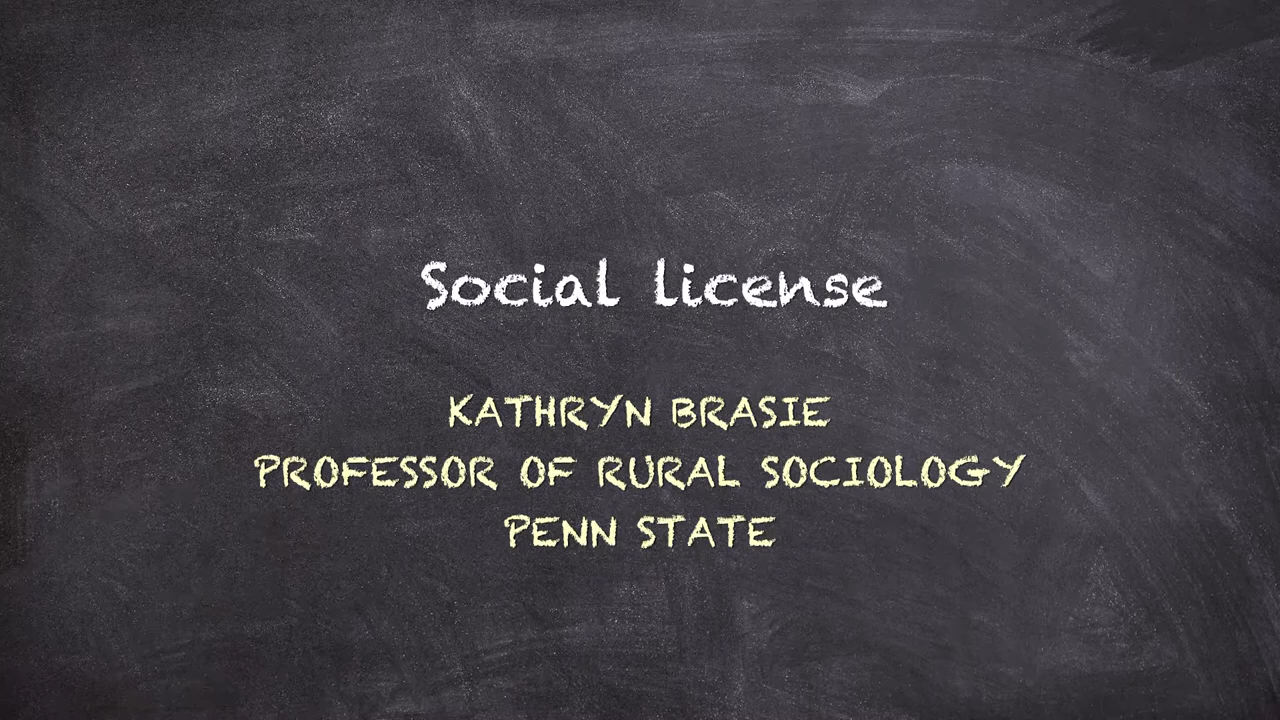 Social license
KATHRYN BRASIE
PROFESSOR OF RURAL SOCIOLOGY
PENN STATE